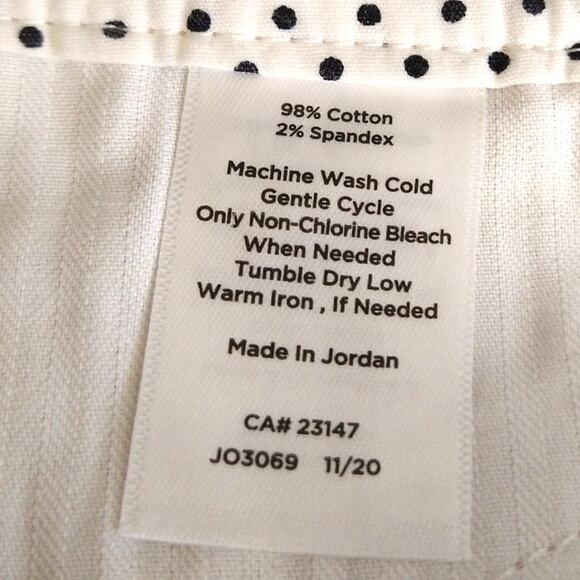 98% Cotton
2% Spandex
Machine Wash Cold
Gentle Cycle
Only Non-Chlorine Bleach
When Needed
Tumble Dry Low
Warm Iron , If Needed
Made In Jordan
CA# 23147
JO3069 11/20